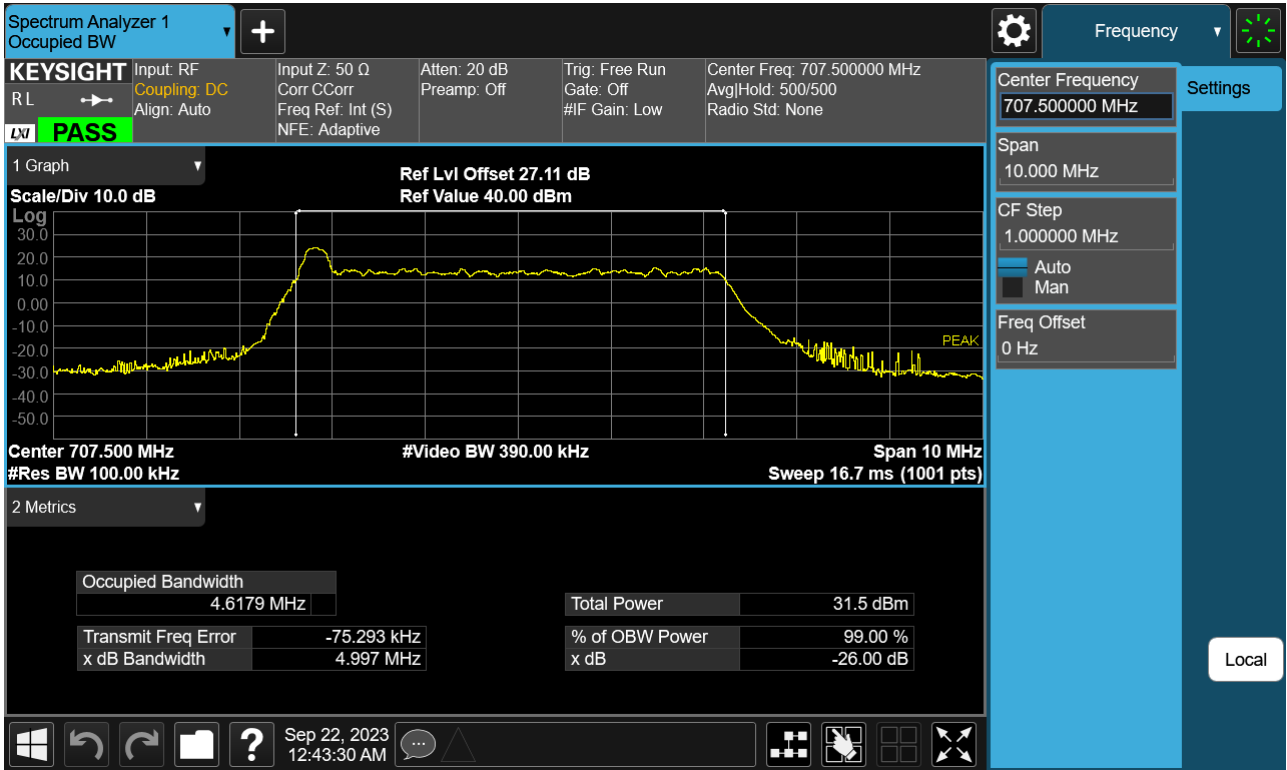 Spectrum Analyzer 1
Occupied BW
Frequency
KEYSIGHT
R L
LXI
PASS
Input: RF
Coupling: DC
Align: Auto
Input Z: 50 Ω
Corr CCorr
Freq Ref: Int (S)
NFE: Adaptive
Atten: 20 dB
Preamp: Off
Trig: Free Run
Gate: Off
#IF Gain: Low
Center Freq: 707.500000 MHz
Avg|Hold: 500/500
Radio Std: None
1 Graph
Scale/Div 10.0 dB
Ref Lvl Offset 27.11 dB
Ref Value 40.00 dBm
Log
30.0
20.0
10.0
0.00
-10.0
-20.0
-30.0
-40.0
-50.0
PEAK
Center 707.500 MHz
#Video BW 390.00 kHz
Span 10 MHz
#Res BW 100.00 kHz
Sweep 16.7 ms (1001 pts)
2 Metrics
Occupied Bandwidth
4.6179 MHz
Total Power 31.5 dBm
Transmit Freq Error -75.293 kHz
% of OBW Power 99.00 %
x dB Bandwidth 4.997 MHz
x dB -26.00 dB
Center Frequency
707.500000 MHz
Settings
Span
10.000 MHz
CF Step
1.000000 MHz
Auto
Man
Freq Offset
0 Hz
Local
?
Sep 22, 2023
12:43:30 AM